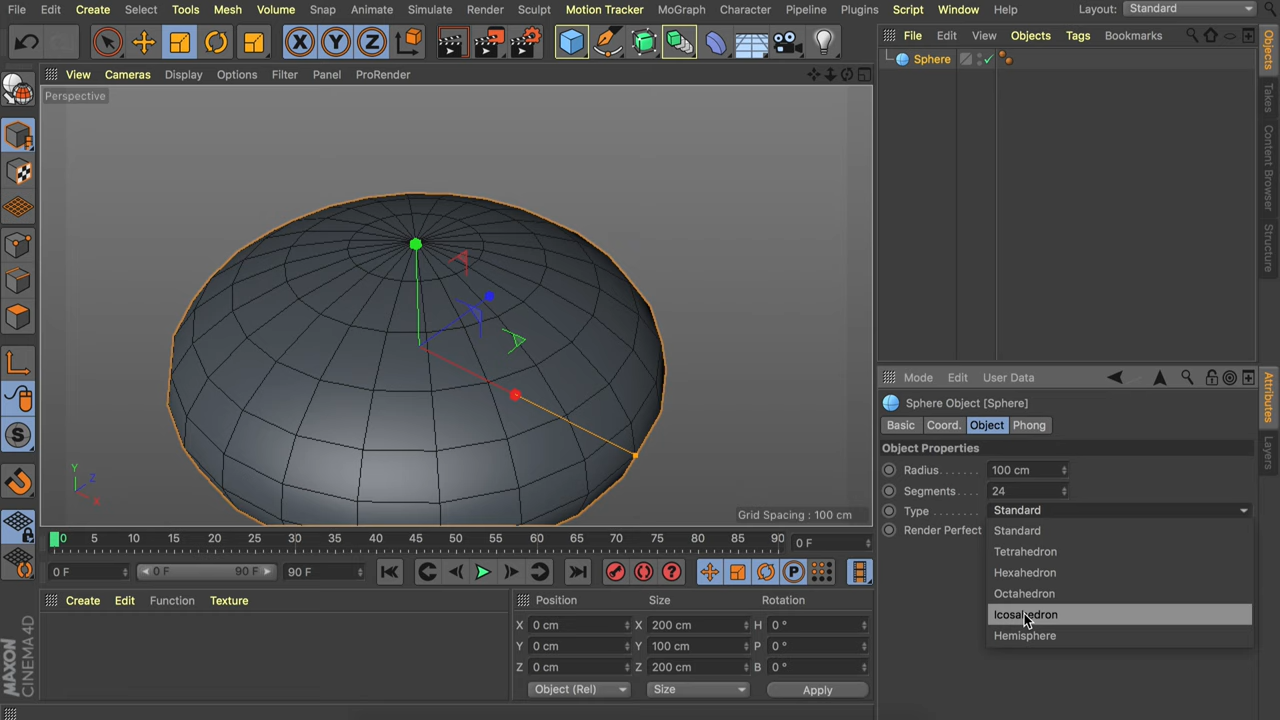 File Edit Create Select Tools Mesh Volume Snap Animate Simulate Render Sculpt Motion Tracker MoGraph Character Pipeline Plugins Script Window Help Layout: Standard
X Y Z
File Edit View Objects Tags Bookmarks
View Cameras Display Options Filter Panel ProRender
Perspective
Sphere
Objects
Takes
Content Browser
Structure
Mode Edit User Data
Sphere Object [Sphere]
Basic Coord. Object Phong
Object Properties
Radius 100 cm
Segments 24
Type Standard
Render Perfect
Standard
Tetrahedron
Hexahedron
Octahedron
Icosahedron
Hemisphere
Attributes
Layers
S
Y Z X
Grid Spacing : 100 cm
0 5 10 15 20 25 30 35 40 45 50 55 60 65 70 75 80 85 90 0 F
0 F 0 F 90 F 90 F
P
Create Edit Function Texture
Position Size Rotation
X 0 cm X 200 cm H 0 °
Y 0 cm Y 100 cm P 0 °
Z 0 cm Z 200 cm B 0 °
Object (Rel) Size Apply
MAXON
CINEMA 4D